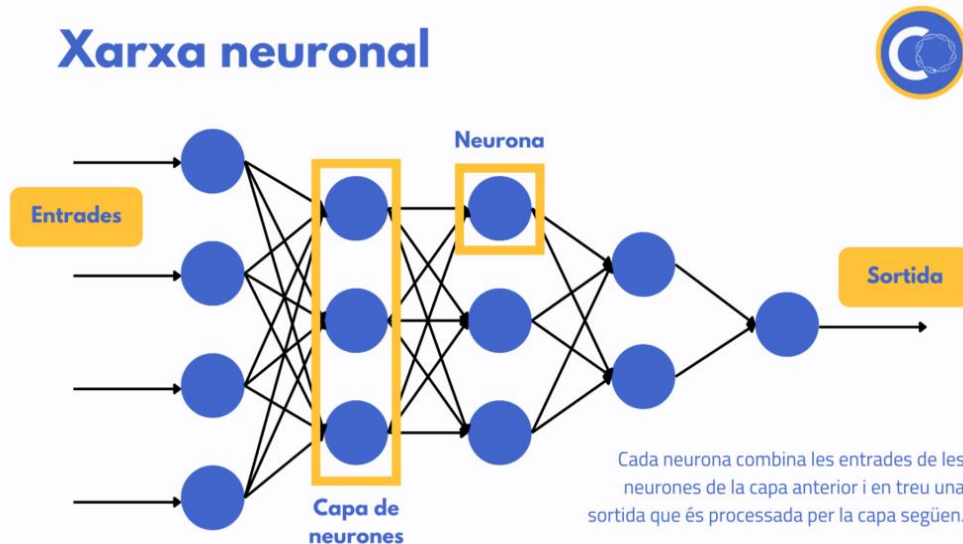 Xarxa neuronal
Neurona
Entrades
Sortida
Capa de
neurones
Cada neurona combina les entrades de les
neurones de la capa anterior i en treu una
sortida que és processada per la capa següen.